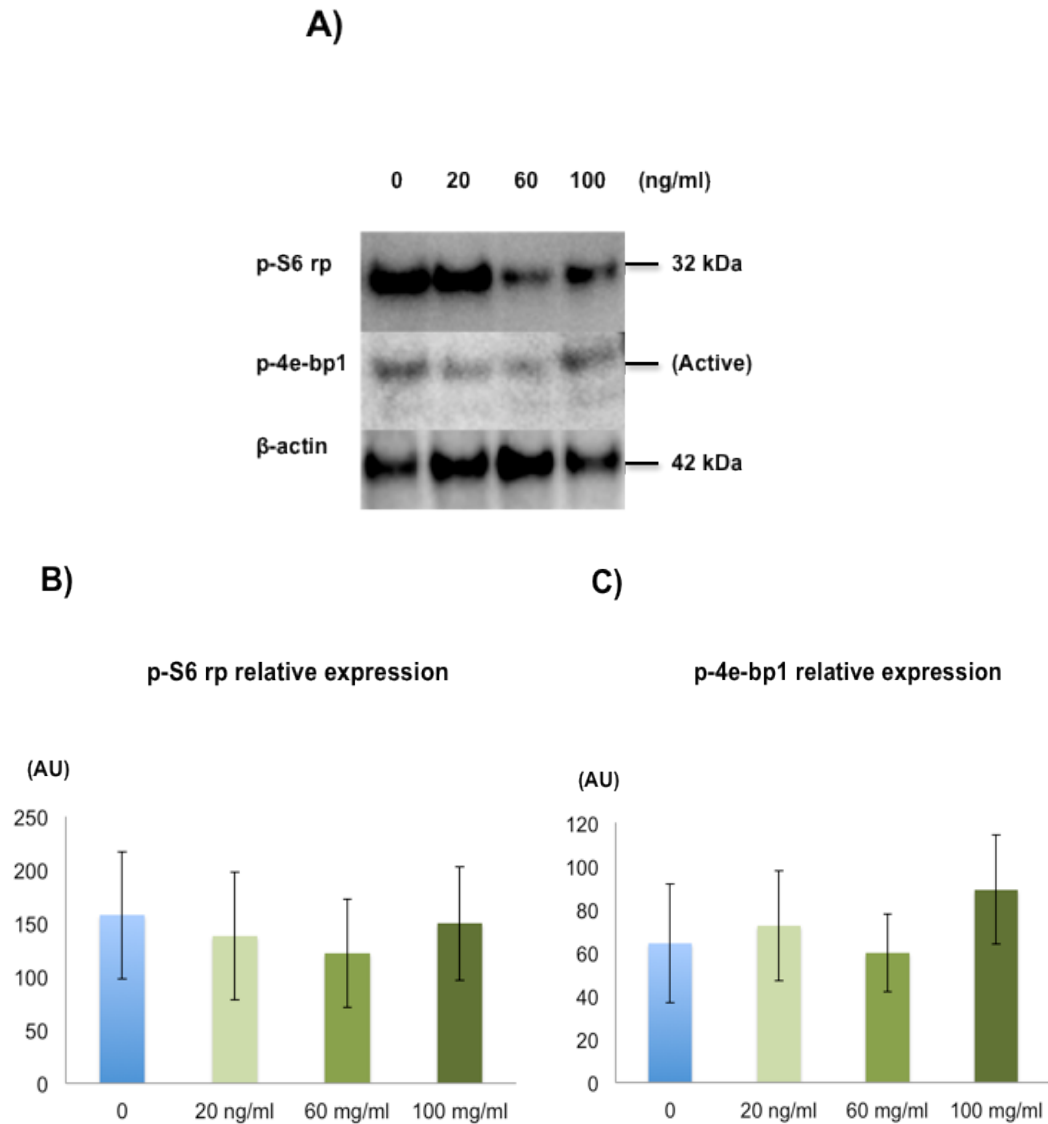 A)
0 20 60 100 (ng/ml)
p-S6 rp 32 kDa
p-4e-bp1 (Active)
β-actin
42 kDa
B)
C)
p-S6 rp relative expression
p-4e-bp1 relative expression
(AU)
250
200
150
100
50
0
0 20 ng/ml 60 mg/ml 100 mg/ml
(AU)
120
100
80
60
40
20
0
0 20 ng/ml 60 mg/ml 100 mg/ml